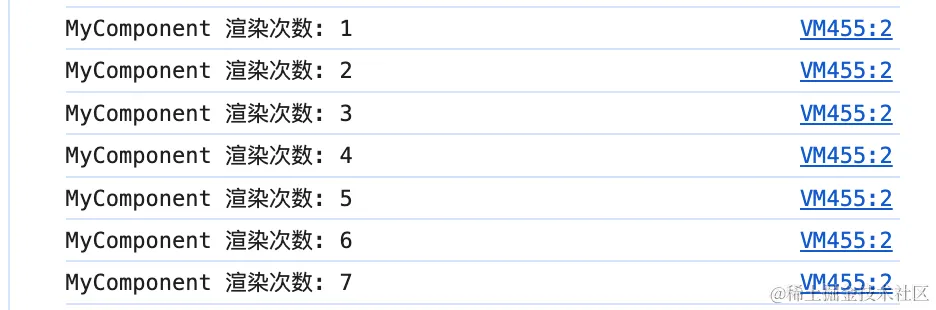 MyComponent 渲染次数: 1 VM455:2
MyComponent 渲染次数: 2 VM455:2
MyComponent 渲染次数: 3 VM455:2
MyComponent 渲染次数: 4 VM455:2
MyComponent 渲染次数: 5 VM455:2
MyComponent 渲染次数: 6 VM455:2
MyComponent 渲染次数: 7 VM455:2
@稀土掘金技术社区